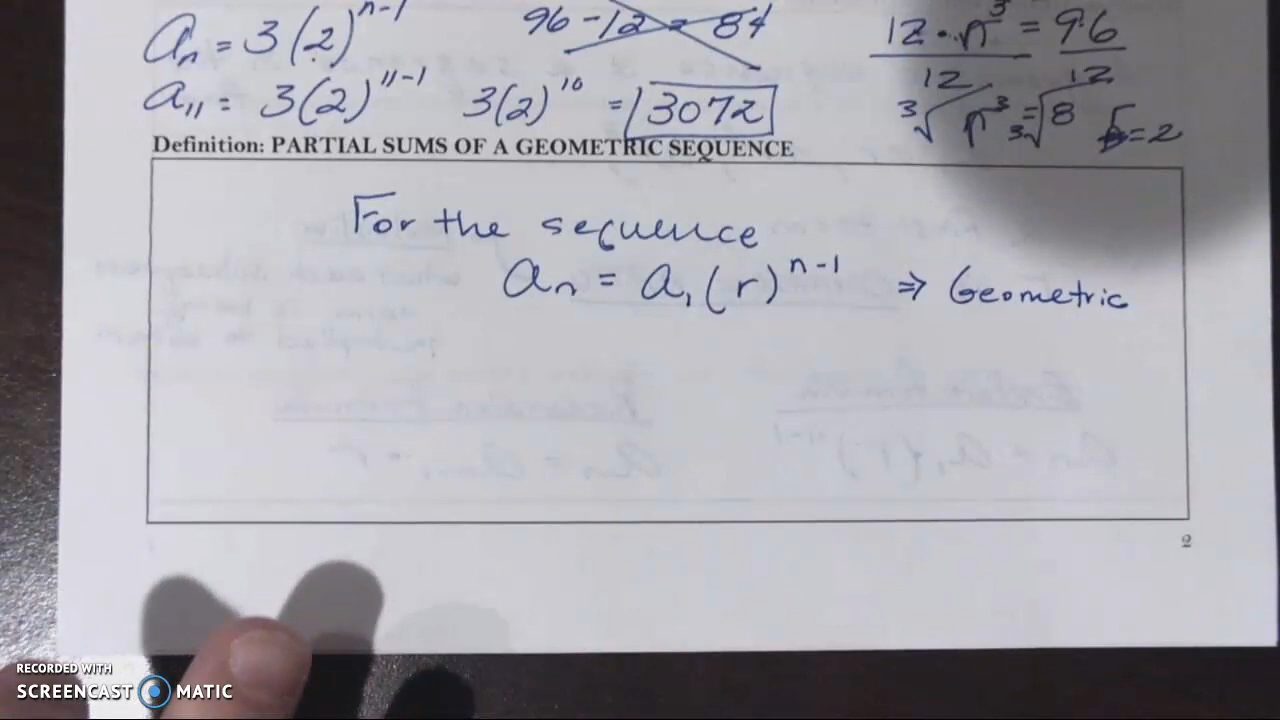 aₙ = 3(2)ⁿ⁻¹
96 - 12 = 84
12 · r³ = 96
12 12
a₁₁ = 3(2)¹¹⁻¹ 3(2)¹⁰ = 3072
³√r³ = ³√8 r = 2
Definition: PARTIAL SUMS OF A GEOMETRIC SEQUENCE
For the sequence
aₙ = a₁(r)ⁿ⁻¹ ⇒ Geometric
2
RECORDED WITH
SCREENCAST MATIC